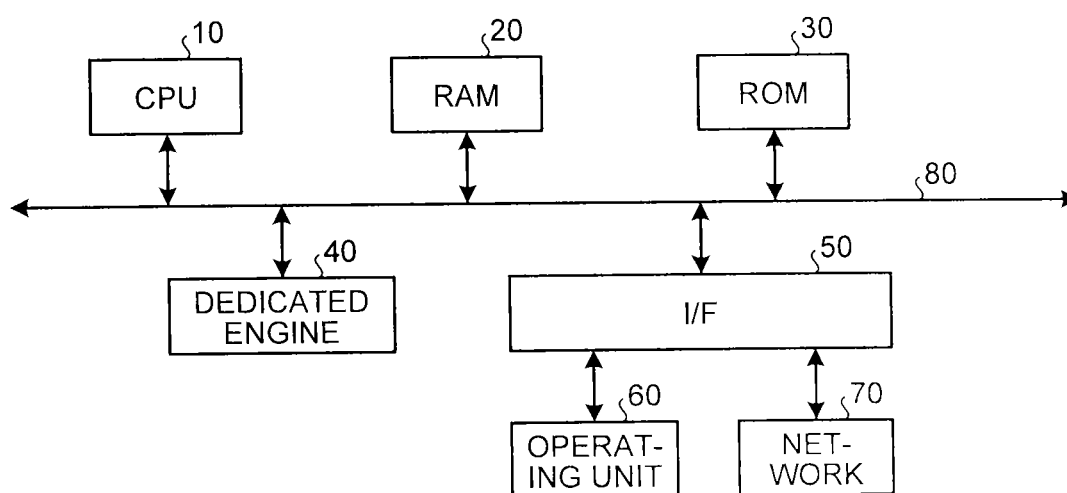 10
20
30
CPU
RAM
ROM
80
40
50
DEDICATED
ENGINE
I/F
60
70
OPERAT-
ING UNIT
NET-
WORK